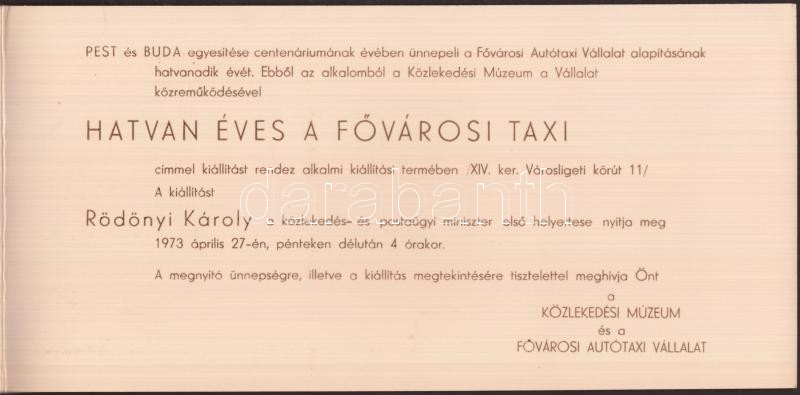 PEST és BUDA egyesítése centenáriumának évében ünnepeli a Fővárosi Autótaxi Vállalat alapításának
hatvanadik évét. Ebből az alkalomból a Közlekedési Múzeum a Vállalat
közreműködésével
HATVAN ÉVES A FŐVÁROSI TAXI
címmel kiállítást rendez alkalmi kiállítási termében /XIV. ker. Városligeti körút 11/
A kiállítást
darabanth
Rödönyi Károly a közlekedés- és postaügyi miniszter első helyettese nyitja meg
1973 április 27-én, pénteken délután 4 órakor.
A megnyitó ünnepségre, illetve a kiállítás megtekintésére tisztelettel meghívja Önt
a
KÖZLEKEDÉSI MÚZEUM
és a
FŐVÁROSI AUTÓTAXI VÁLLALAT